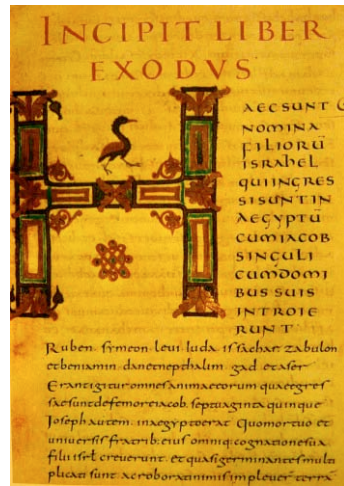 INCIPIT LIBER
EXODVS
H
AEC SUNT
NOMINA
FILIORŪ
ISRAHEL
QUI INGRES
SI SUNT IN
AEGYPTŪ
CUM IACOB
SINGULI
CUM DOMI
BUS SUIS
INTROIE
RUNT
Ruben symeon leui Iuda issachar zabulon
et beniamin dan et nepthalim gad et aser
Erant igitur omnes animae eorum quae egres
sae sunt de femore iacob septuaginta quinque
Ioseph autem in aegypto erat Quo mortuo et
uniuersis fratrib; eius omniq; cognatione sua
filii isrl creuerunt et quasi germinantes multi
plicati sunt ac roborati nimis impleuer terrā